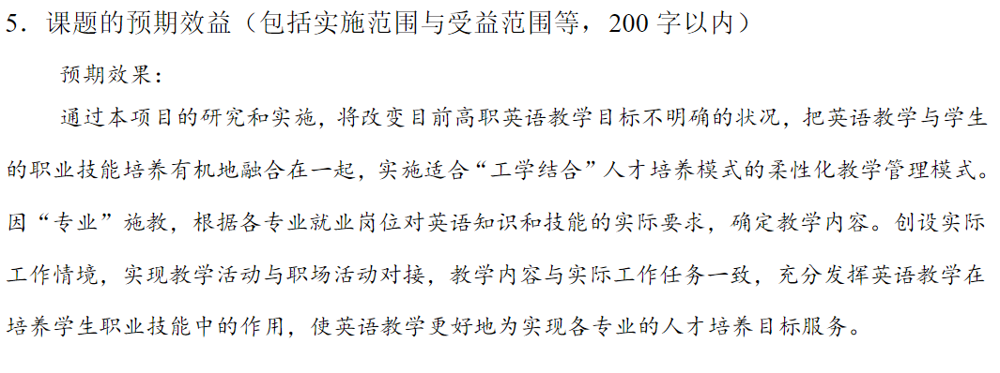 5．课题的预期效益（包括实施范围与受益范围等，200 字以内）
预期效果：
通过本项目的研究和实施，将改变目前高职英语教学目标不明确的状况，把英语教学与学生
的职业技能培养有机地融合在一起，实施适合“工学结合”人才培养模式的柔性化教学管理模式。
因“专业”施教，根据各专业就业岗位对英语知识和技能的实际要求，确定教学内容。创设实际
工作情境，实现教学活动与职场活动对接，教学内容与实际工作任务一致，充分发挥英语教学在
培养学生职业技能中的作用，使英语教学更好地为实现各专业的人才培养目标服务。